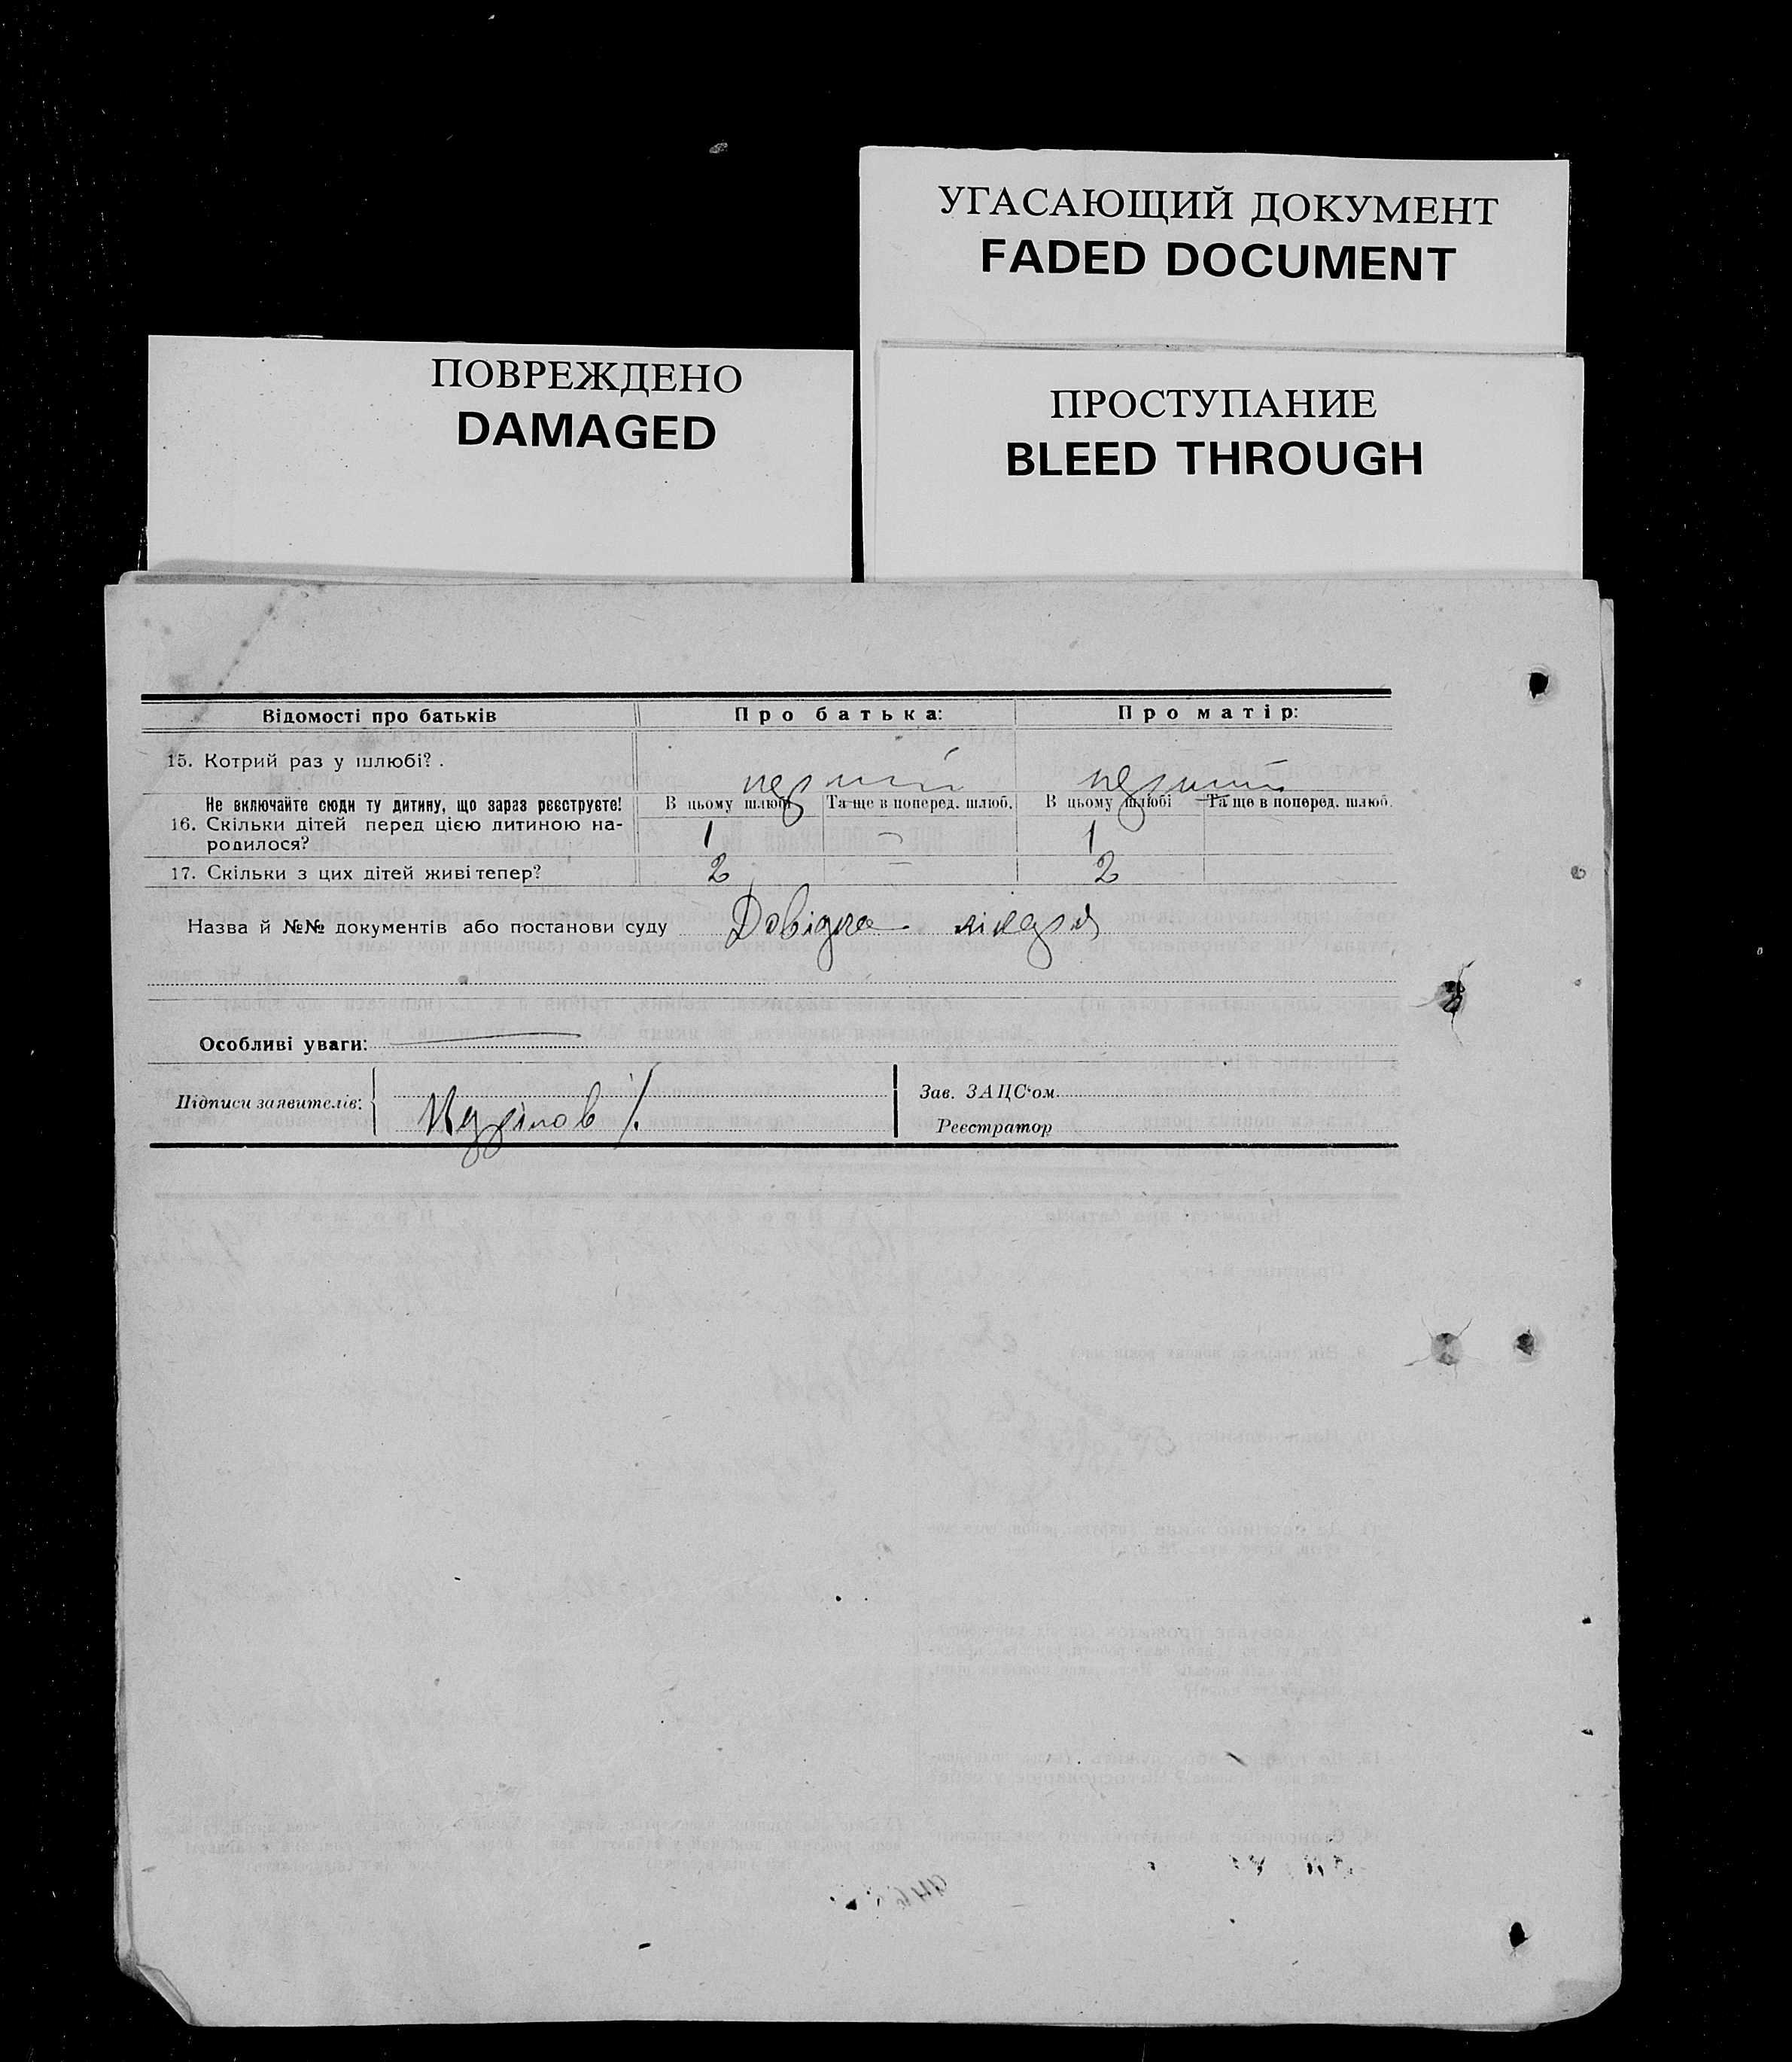 УГАСАЮЩИЙ ДОКУМЕНТ
FADED DOCUMENT
ПОВРЕЖДЕНО
DAMAGED
ПРОСТУПАНИЕ
BLEED THROUGH
Відомості про батьків Про батька: Про матір:
15. Котрий раз у шлюбі? . перший перший
Не включайте сюди ту дитину, що зараз реєструєте! В цьому шлюбі Та ще в поперед. шлюб. В цьому шлюбі Та ще в поперед. шлюб.
16. Скільки дітей перед цією дитиною на- 1 — 1
родилося?
17. Скільки з цих дітей живі тепер? 2 — 2
Назва й №№ документів або постанови суду Довідка лікаря
Особливі уваги: —
Підписи заявителів:
Зав. ЗАЦС'ом
Реєстратор